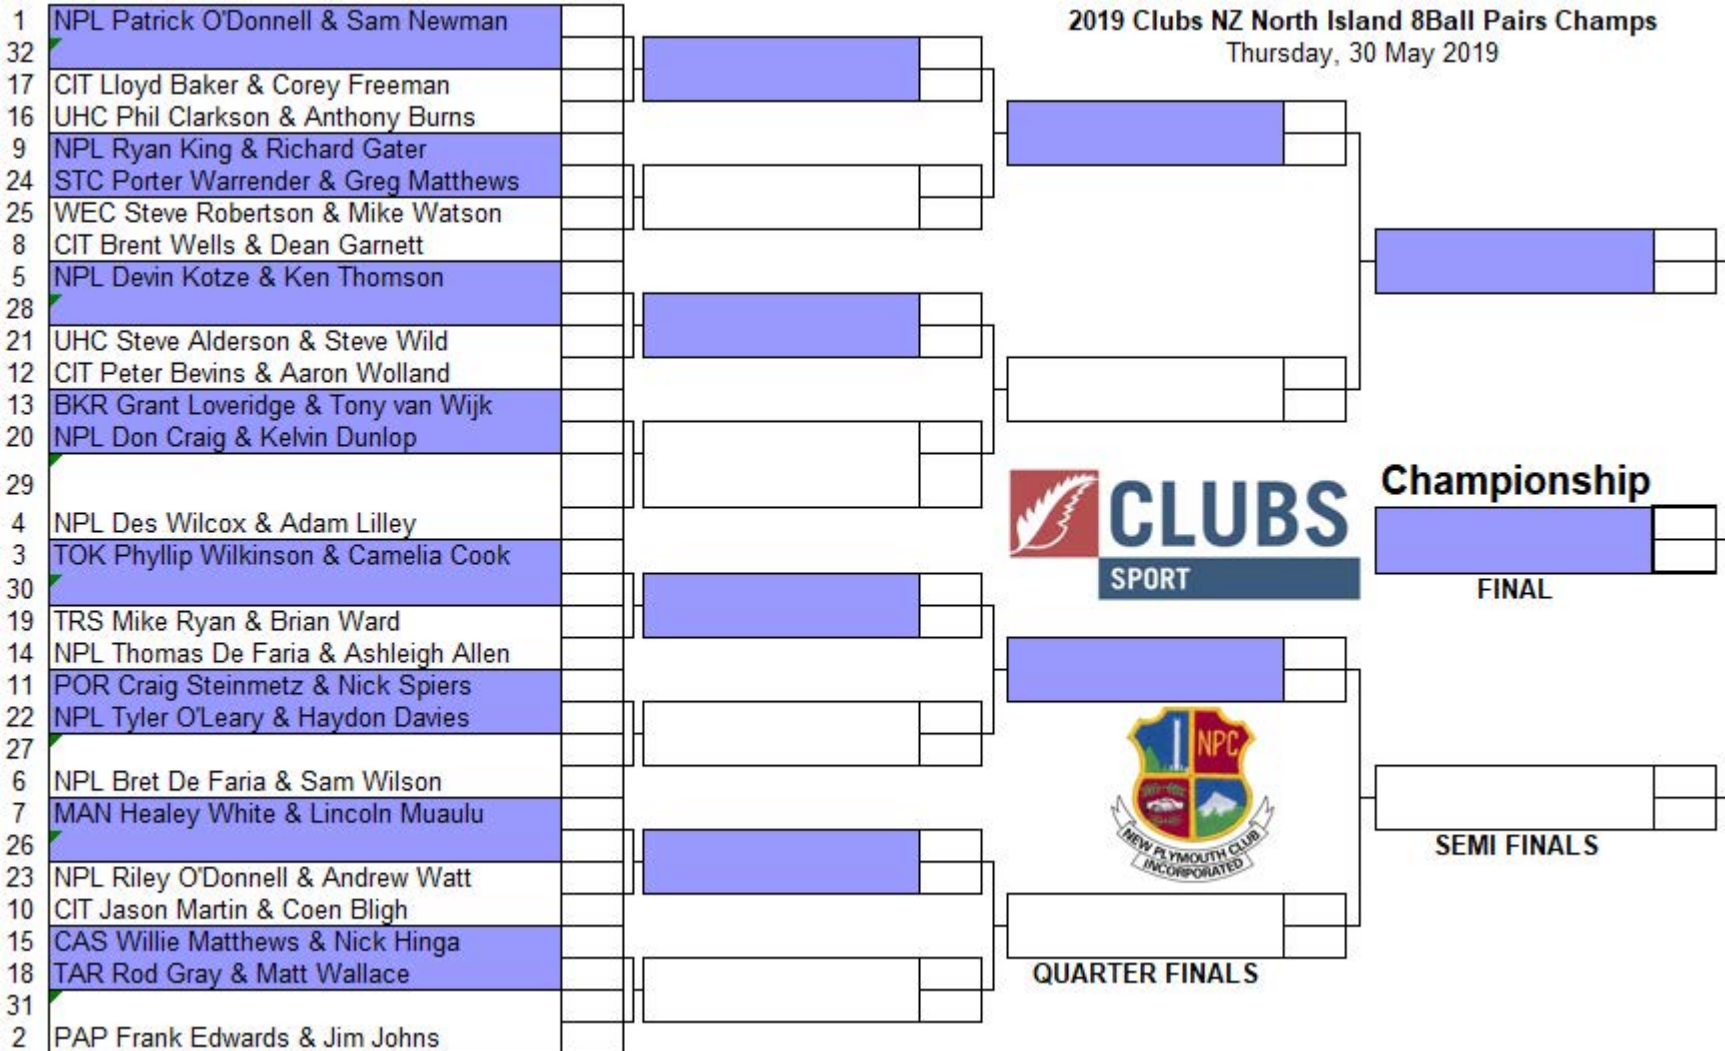 2019 Clubs NZ North Island 8Ball Pairs Champs
Thursday, 30 May 2019
1 NPL Patrick O'Donnell & Sam Newman
32
17 CIT Lloyd Baker & Corey Freeman
16 UHC Phil Clarkson & Anthony Burns
9 NPL Ryan King & Richard Gater
24 STC Porter Warrender & Greg Matthews
25 WEC Steve Robertson & Mike Watson
8 CIT Brent Wells & Dean Garnett
5 NPL Devin Kotze & Ken Thomson
28
21 UHC Steve Alderson & Steve Wild
12 CIT Peter Bevins & Aaron Wolland
13 BKR Grant Loveridge & Tony van Wijk
20 NPL Don Craig & Kelvin Dunlop
29
4 NPL Des Wilcox & Adam Lilley
3 TOK Phyllip Wilkinson & Camelia Cook
30
19 TRS Mike Ryan & Brian Ward
14 NPL Thomas De Faria & Ashleigh Allen
11 POR Craig Steinmetz & Nick Spiers
22 NPL Tyler O'Leary & Haydon Davies
27
6 NPL Bret De Faria & Sam Wilson
7 MAN Healey White & Lincoln Muaulu
26
23 NPL Riley O'Donnell & Andrew Watt
10 CIT Jason Martin & Coen Bligh
15 CAS Willie Matthews & Nick Hinga
18 TAR Rod Gray & Matt Wallace
31
2 PAP Frank Edwards & Jim Johns
CLUBS
SPORT
Championship
FINAL
NPC
NEW PLYMOUTH CLUB
INCORPORATED
SEMI FINALS
QUARTER FINALS